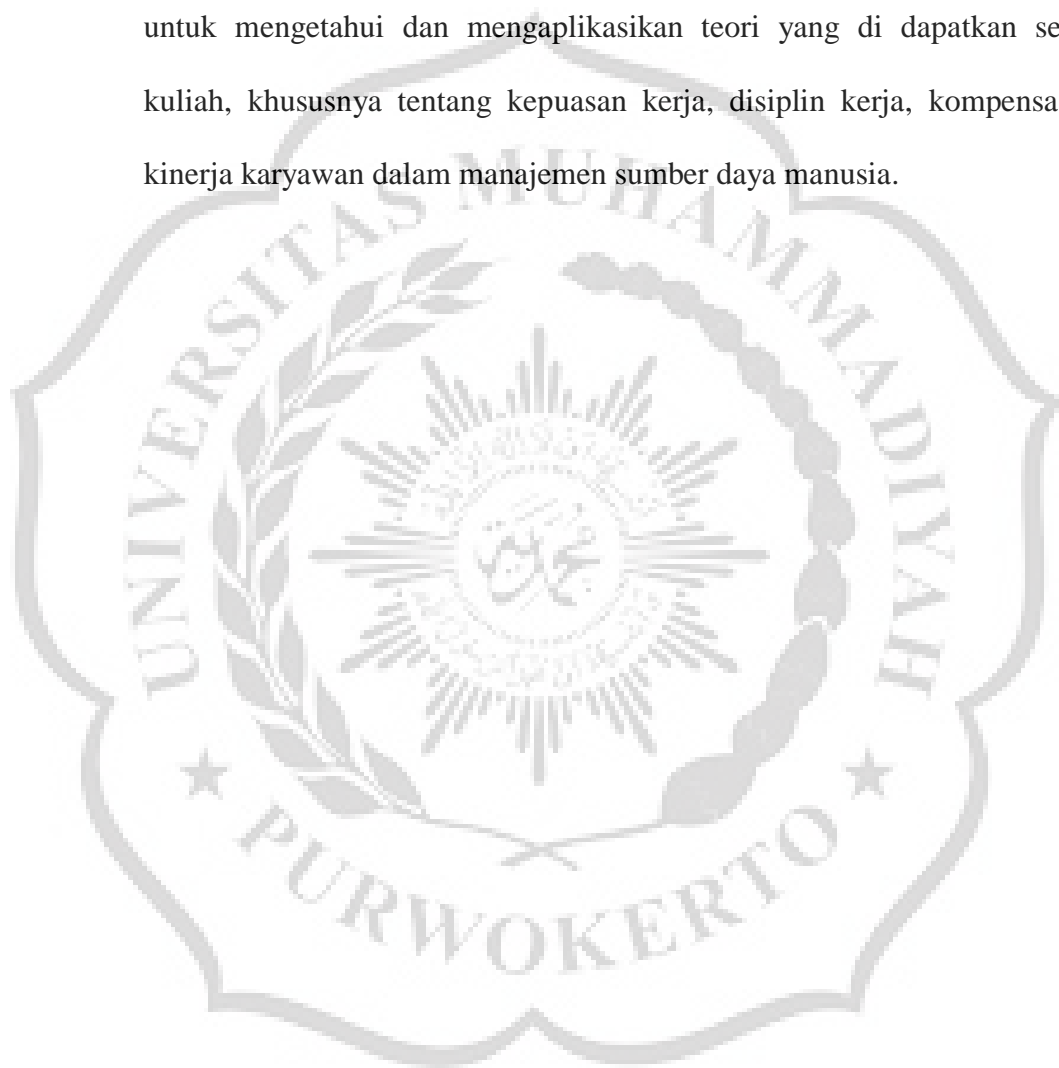 untuk mengetahui dan mengaplikasikan teori yang di dapatkan se
kuliah, khususnya tentang kepuasan kerja, disiplin kerja, kompensa
kinerja karyawan dalam manajemen sumber daya manusia.
UNIVERSITAS MUHAMMADIYAH
PURWOKERTO